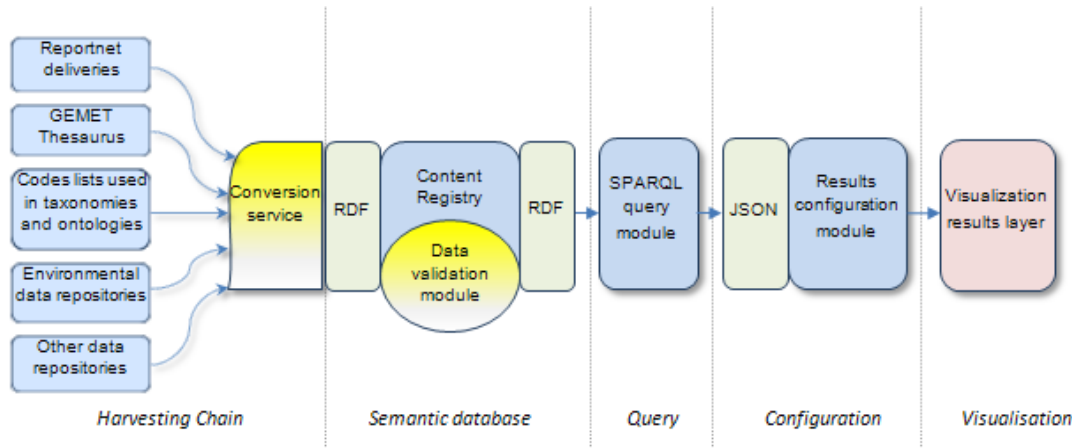 Reportnet
deliveries
GEMET
Thesaurus
Codes lists used
in taxonomies
and ontologies
Environmental
data repositories
Other data
repositories
Conversion
service
RDF
Content
Registry
Data
validation
module
RDF
SPARQL
query
module
JSON
Results
configuration
module
Visualization
results layer
Harvesting Chain
Semantic database
Query
Configuration
Visualisation